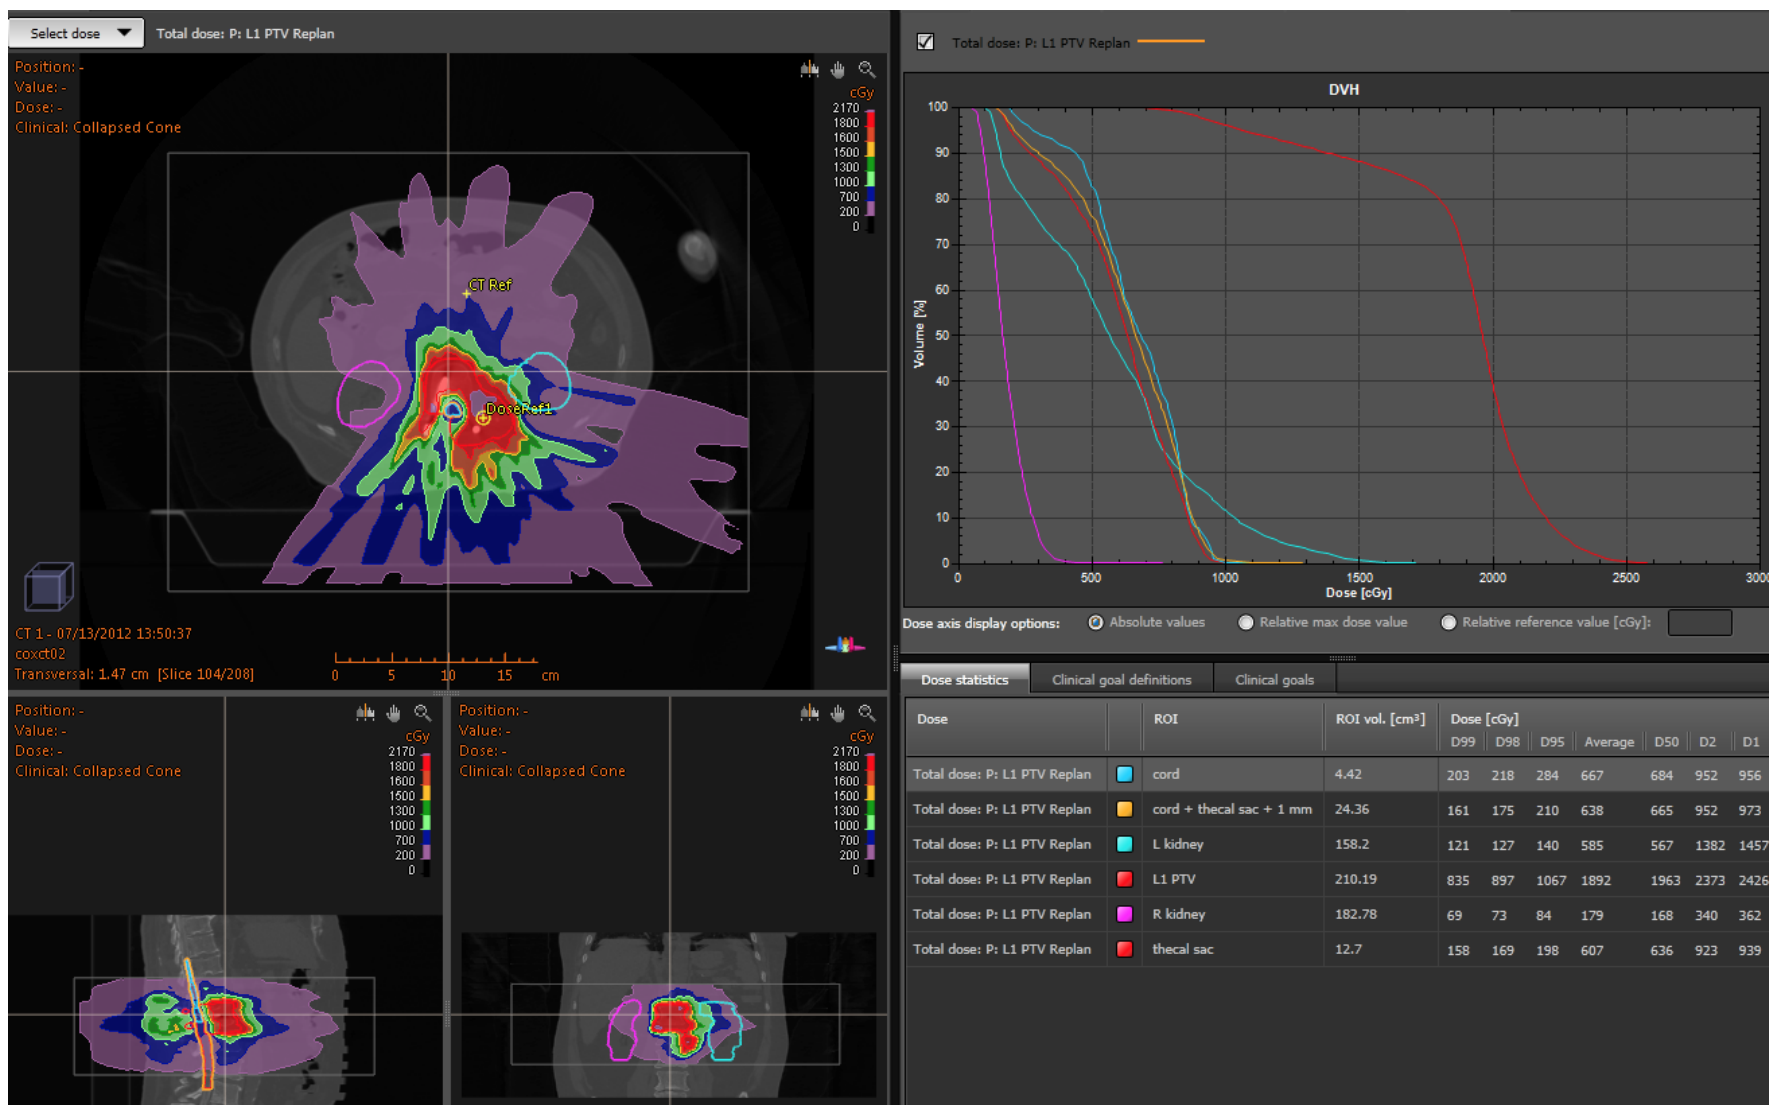 Select dose
Total dose: P: L1 PTV Replan
Position: -
Value: -
Dose: -
Clinical: Collapsed Cone
cGy
2170
1800
1600
1500
1300
1000
700
200
0
CT Ref
DoseRef1
CT 1 - 07/13/2012 13:50:37
coxct02
Transversal: 1.47 cm [Slice 104/208]
0 5 10 15 cm
Position: -
Value: -
Dose: -
Clinical: Collapsed Cone
cGy
2170
1800
1600
1500
1300
1000
700
200
0
Position: -
Value: -
Dose: -
Clinical: Collapsed Cone
cGy
2170
1800
1600
1500
1300
1000
700
200
0
Total dose: P: L1 PTV Replan
DVH
Volume [%]
100
90
80
70
60
50
40
30
20
10
0
0 500 1000 1500 2000 2500 3000
Dose [cGy]
Dose axis display options: Absolute values Relative max dose value Relative reference value [cGy]:
Dose statistics Clinical goal definitions Clinical goals
Dose ROI ROI vol. [cm³] Dose [cGy]
D99 D98 D95 Average D50 D2 D1
Total dose: P: L1 PTV Replan cord 4.42 203 218 284 667 684 952 956
Total dose: P: L1 PTV Replan cord + thecal sac + 1 mm 24.36 161 175 210 638 665 952 973
Total dose: P: L1 PTV Replan L kidney 158.2 121 127 140 585 567 1382 1457
Total dose: P: L1 PTV Replan L1 PTV 210.19 835 897 1067 1892 1963 2373 2426
Total dose: P: L1 PTV Replan R kidney 182.78 69 73 84 179 168 340 362
Total dose: P: L1 PTV Replan thecal sac 12.7 158 169 198 607 636 923 939